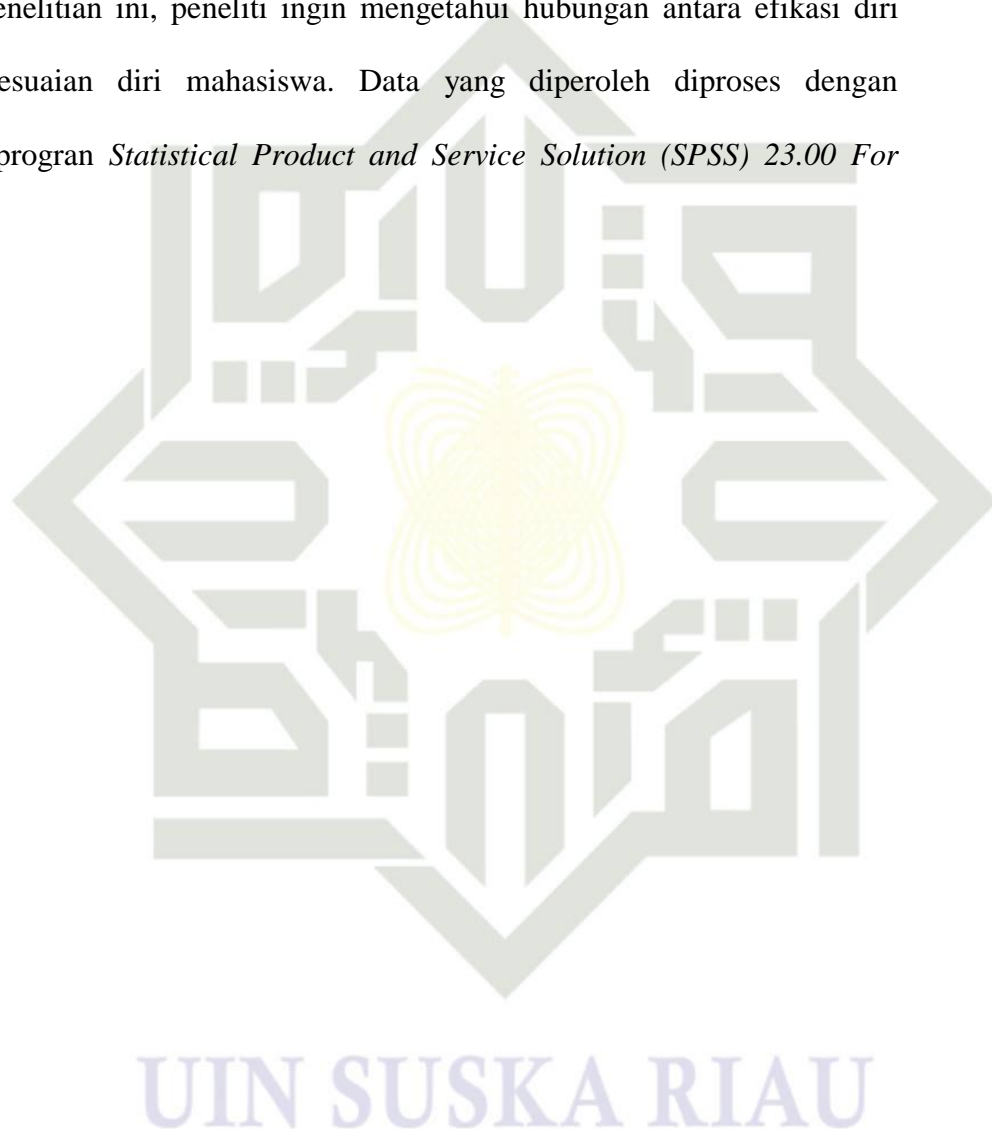 penelitian ini, peneliti ingin mengetahui hubungan antara efikasi diri
esuaian diri mahasiswa. Data yang diperoleh diproses dengan
progran Statistical Product and Service Solution (SPSS) 23.00 For
UIN SUSKA RIAU